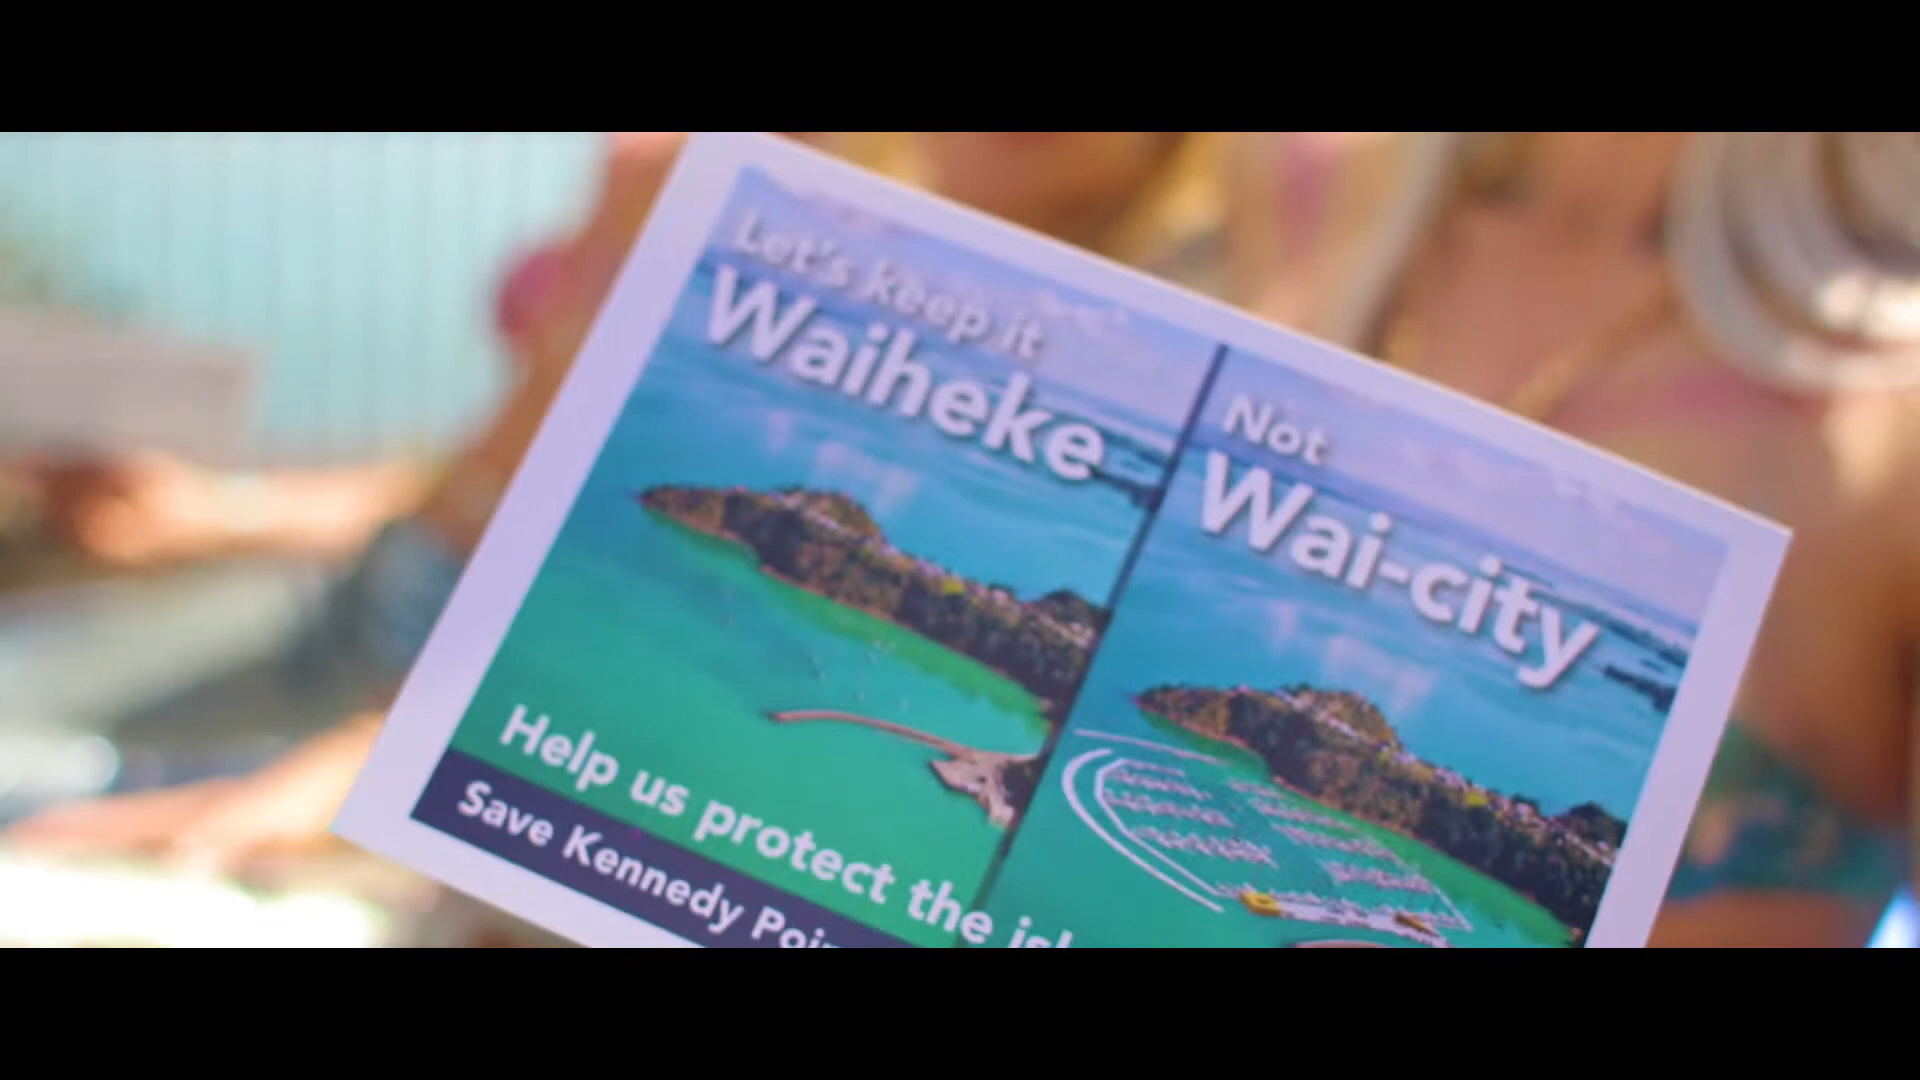 Let's keep it
Waiheke
Not
Wai-city
Help us protect the
Save Kennedy